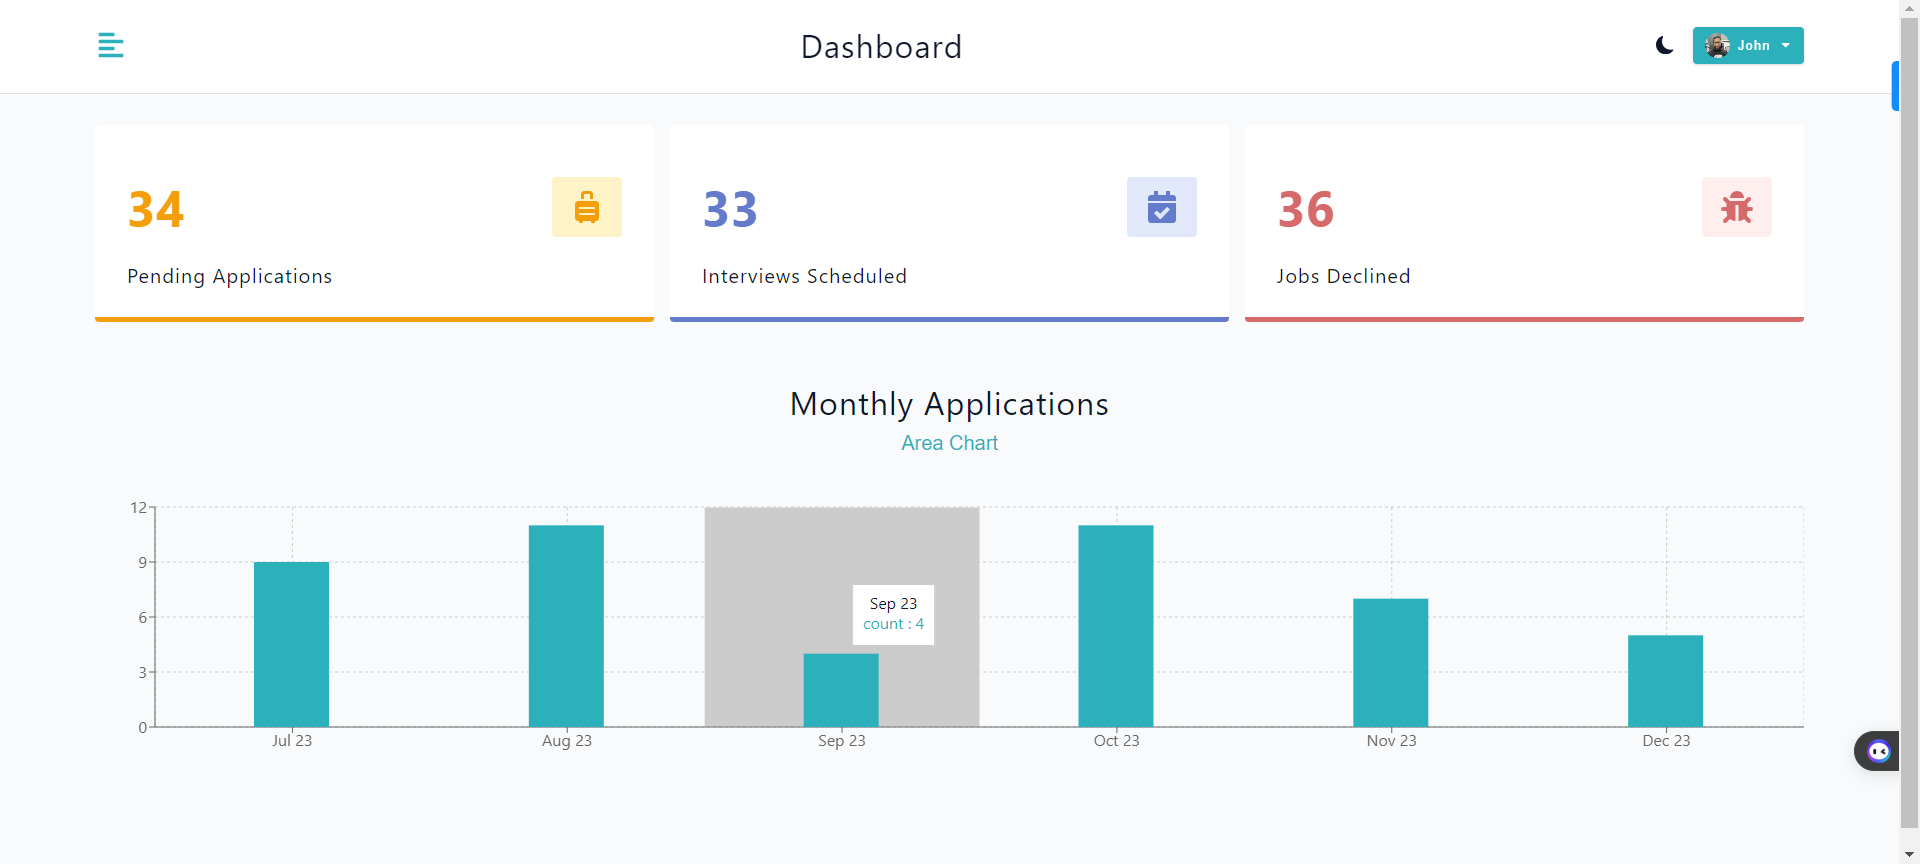 Dashboard
John
34
Pending Applications
33
Interviews Scheduled
36
Jobs Declined
Monthly Applications
Area Chart
12
9
6
3
0
Sep 23
count : 4
Jul 23
Aug 23
Sep 23
Oct 23
Nov 23
Dec 23